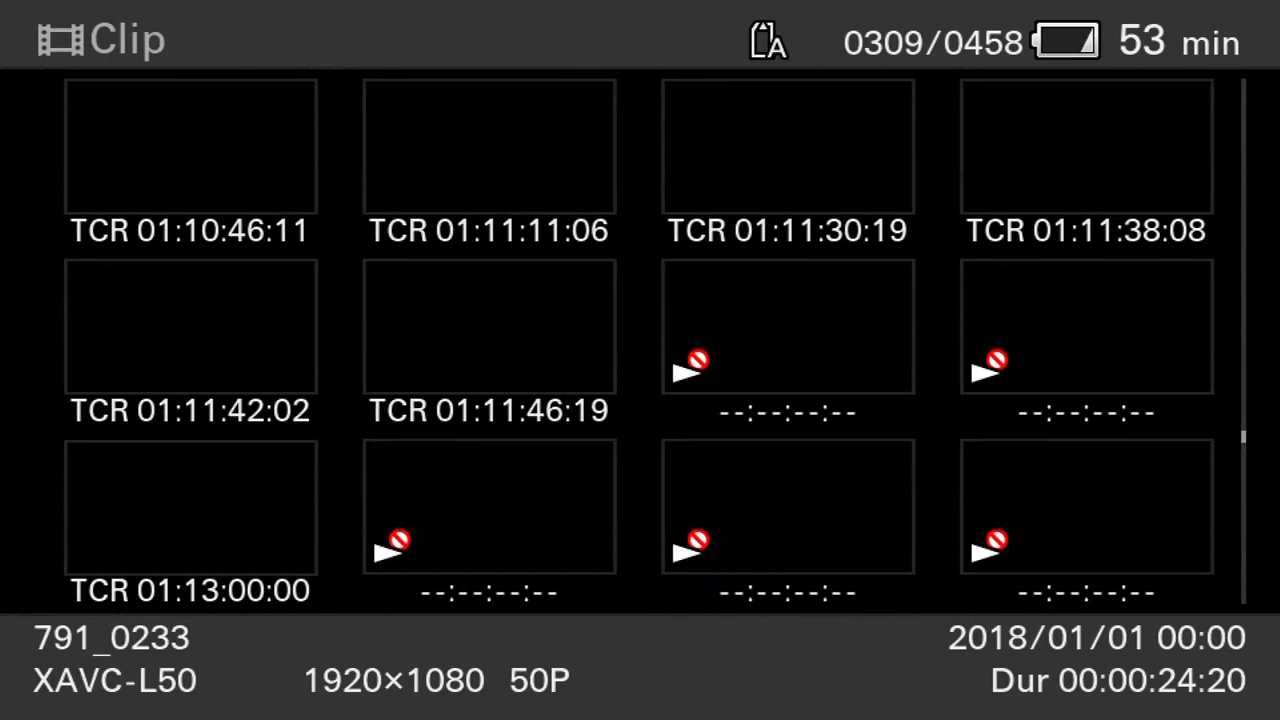 Clip A 0309/0458 53 min
TCR 01:10:46:11 TCR 01:11:11:06 TCR 01:11:30:19 TCR 01:11:38:08
TCR 01:11:42:02 TCR 01:11:46:19 --:--:--:-- --:--:--:--
TCR 01:13:00:00 --:--:--:-- --:--:--:-- --:--:--:--
791_0233 2018/01/01 00:00
XAVC-L50 1920×1080 50P Dur 00:00:24:20